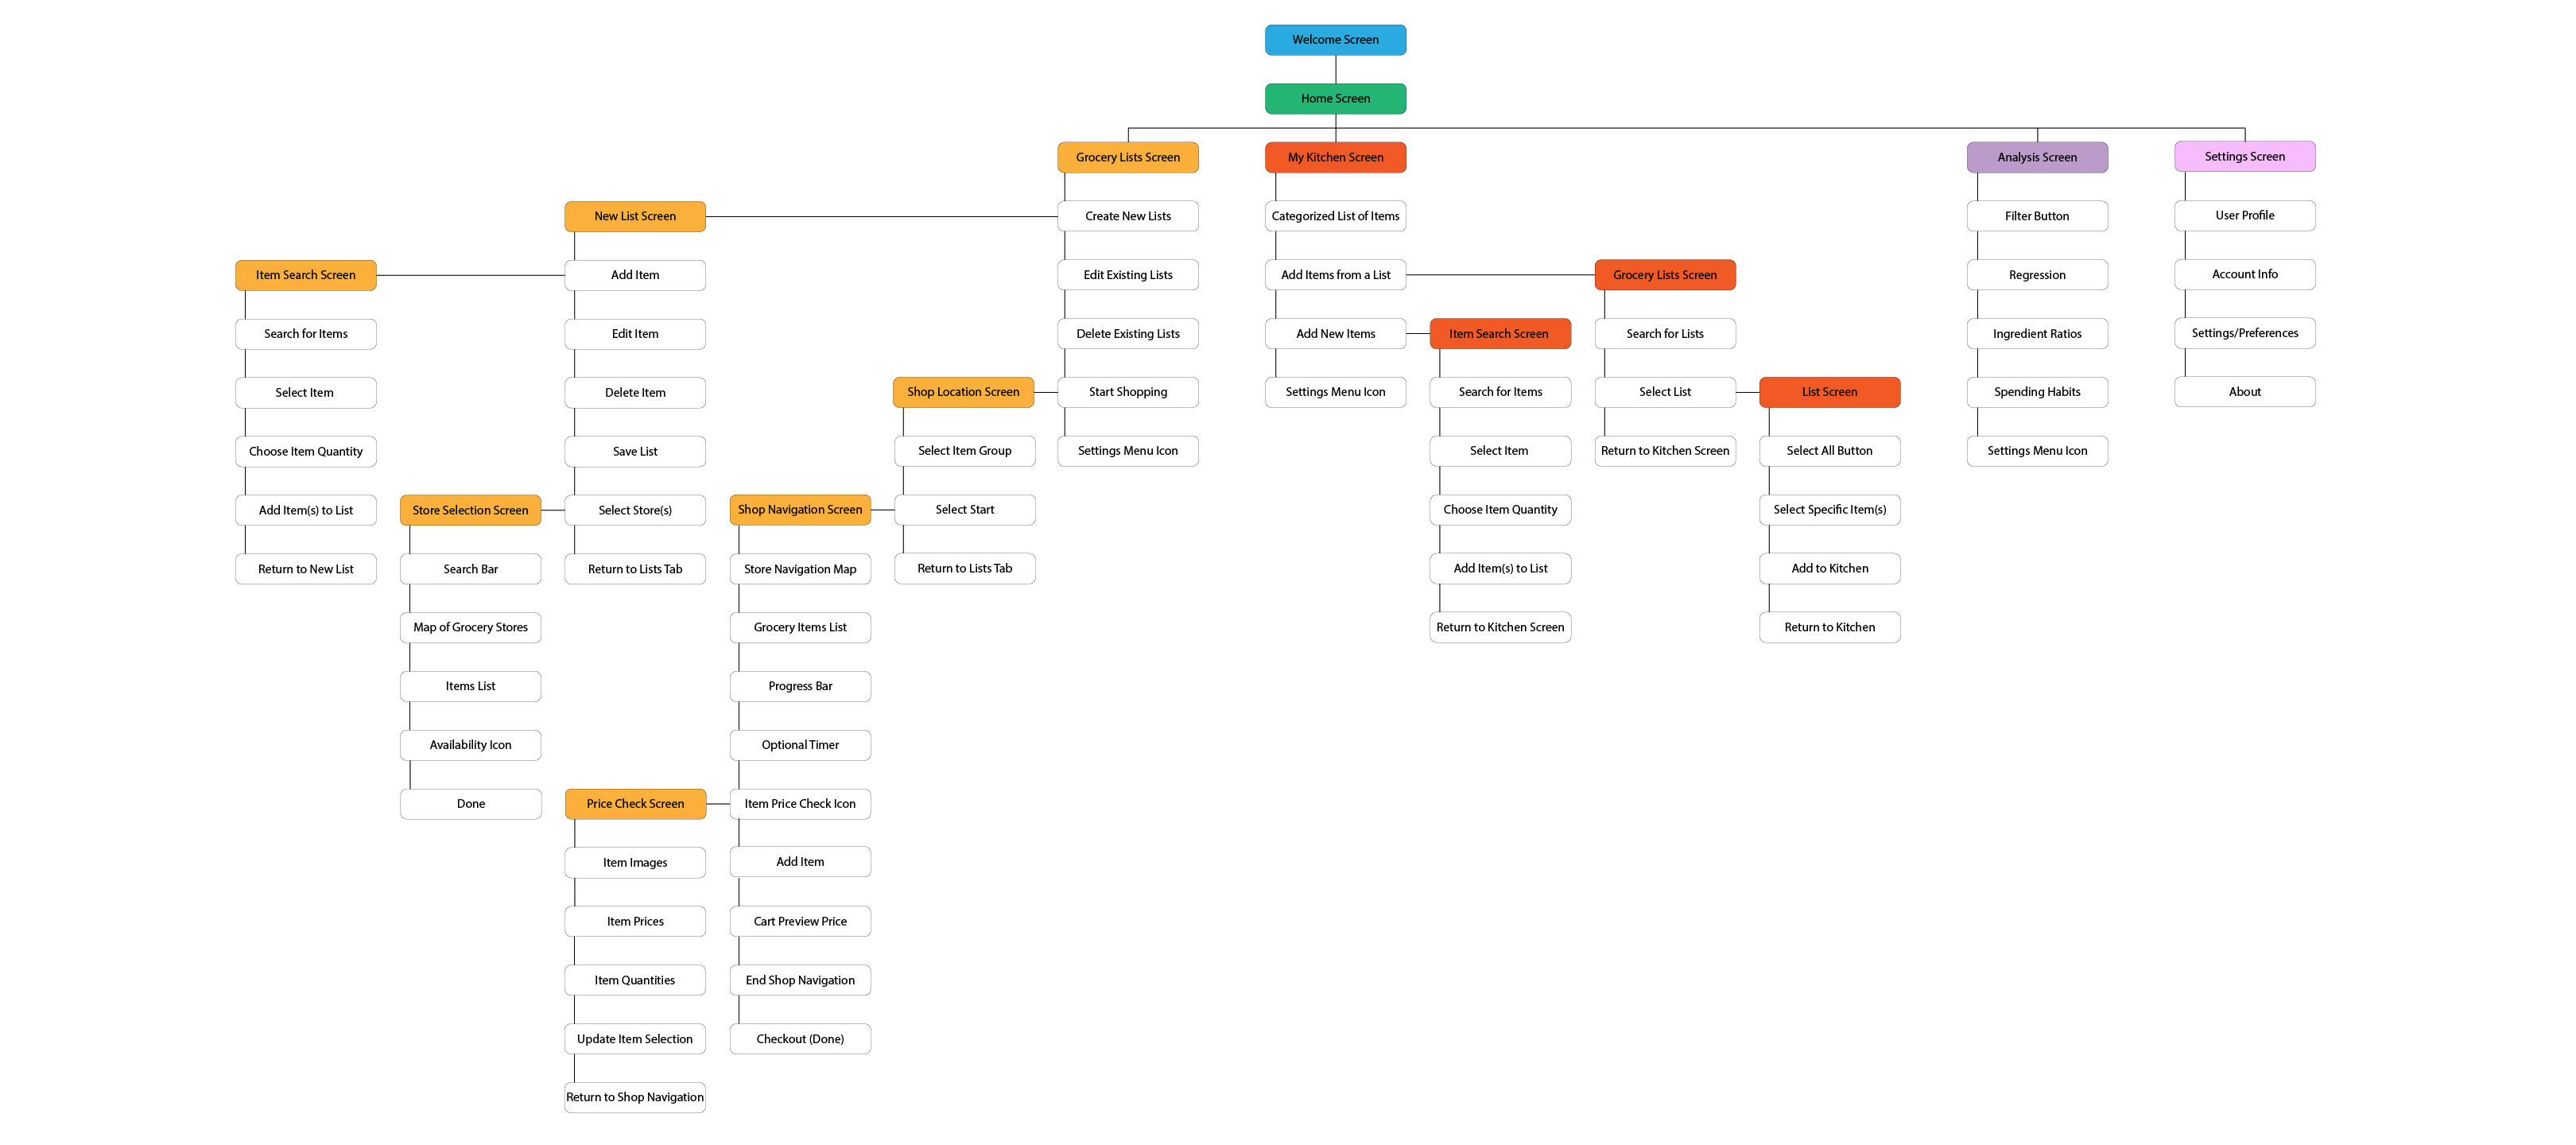 Welcome Screen
Home Screen
Grocery Lists Screen
Create New Lists
Edit Existing Lists
Delete Existing Lists
Start Shopping
Settings Menu Icon
New List Screen
Add Item
Edit Item
Delete Item
Save List
Select Store(s)
Return to Lists Tab
Item Search Screen
Search for Items
Select Item
Choose Item Quantity
Add Item(s) to List
Return to New List
Store Selection Screen
Search Bar
Map of Grocery Stores
Items List
Availability Icon
Done
Shop Location Screen
Select Item Group
Select Start
Return to Lists Tab
Shop Navigation Screen
Store Navigation Map
Grocery Items List
Progress Bar
Optional Timer
Item Price Check Icon
Add Item
Cart Preview Price
End Shop Navigation
Checkout (Done)
Price Check Screen
Item Images
Item Prices
Item Quantities
Update Item Selection
Return to Shop Navigation
My Kitchen Screen
Categorized List of Items
Add Items from a List
Add New Items
Settings Menu Icon
Item Search Screen
Search for Items
Select Item
Choose Item Quantity
Add Item(s) to List
Return to Kitchen Screen
Grocery Lists Screen
Search for Lists
Select List
Return to Kitchen Screen
List Screen
Select All Button
Select Specific Item(s)
Add to Kitchen
Return to Kitchen
Analysis Screen
Filter Button
Regression
Ingredient Ratios
Spending Habits
Settings Menu Icon
Settings Screen
User Profile
Account Info
Settings/Preferences
About